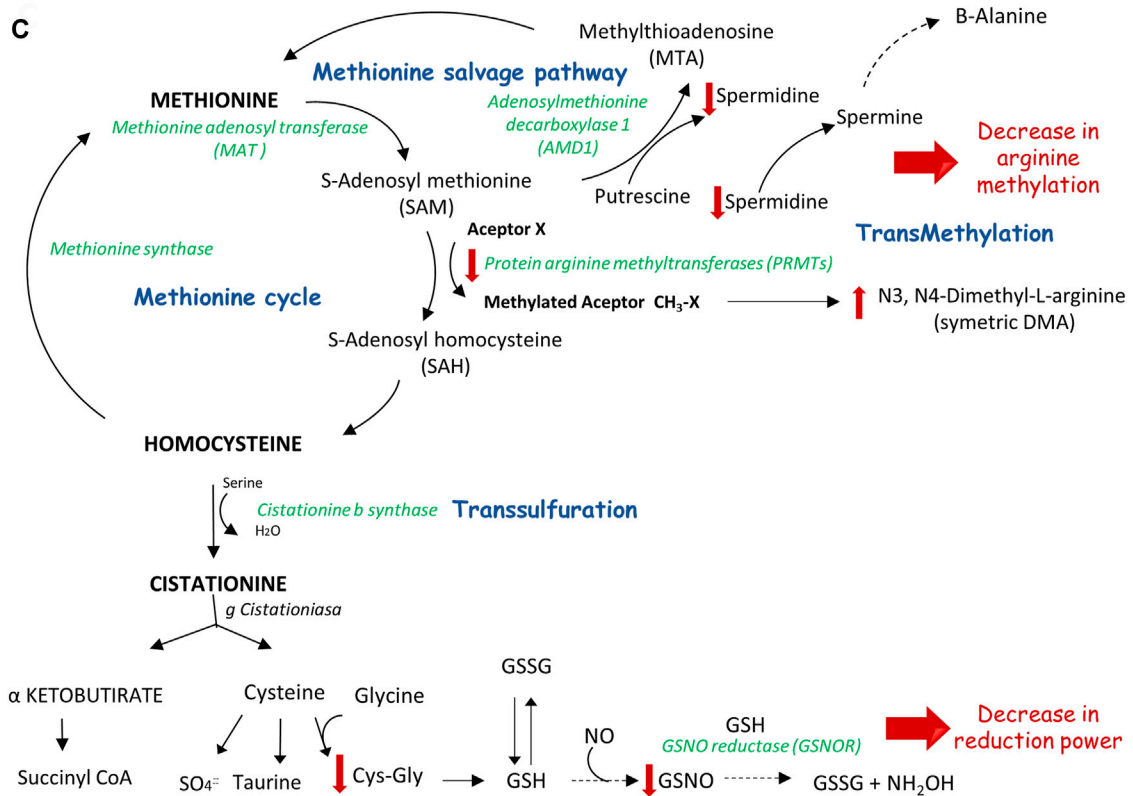 C
Methylthioadenosine
(MTA)
B-Alanine
Methionine salvage pathway
METHIONINE
Methionine adenosyl transferase
(MAT )
Adenosylmethionine
decarboxylase 1
(AMD1)
Spermidine
Spermine
Decrease in
arginine
methylation
S-Adenosyl methionine
(SAM)
Putrescine
Spermidine
TransMethylation
Aceptor X
Methionine synthase
Protein arginine methyltransferases (PRMTs)
Methionine cycle
Methylated Aceptor CH₃-X
N3, N4-Dimethyl-L-arginine
(symetric DMA)
S-Adenosyl homocysteine
(SAH)
HOMOCYSTEINE
Serine
Cistationine b synthase
Transsulfuration
H2O
CISTATIONINE
g Cistationiasa
GSSG
α KETOBUTIRATE
Cysteine
Glycine
NO
GSH
GSNO reductase (GSNOR)
Decrease in
reduction power
Succinyl CoA
SO4⁼
Taurine
Cys-Gly
GSH
GSNO
GSSG + NH₂OH